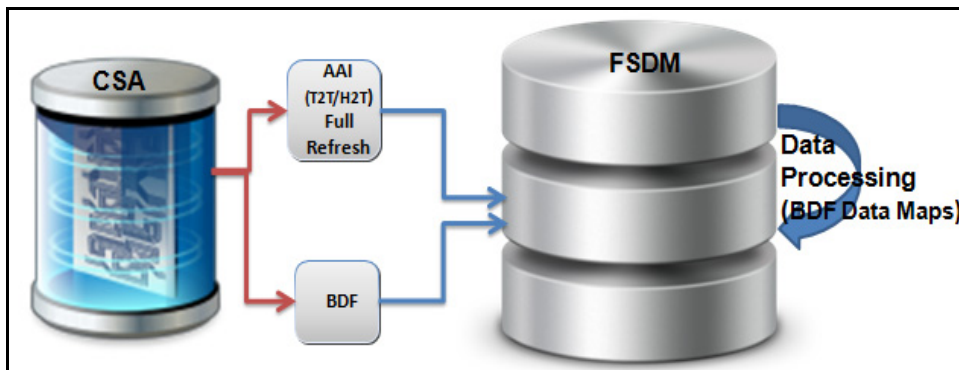 CSA
AAI
(T2T/H2T)
Full
Refresh
BDF
FSDM
Data
Processing
(BDF Data Maps)